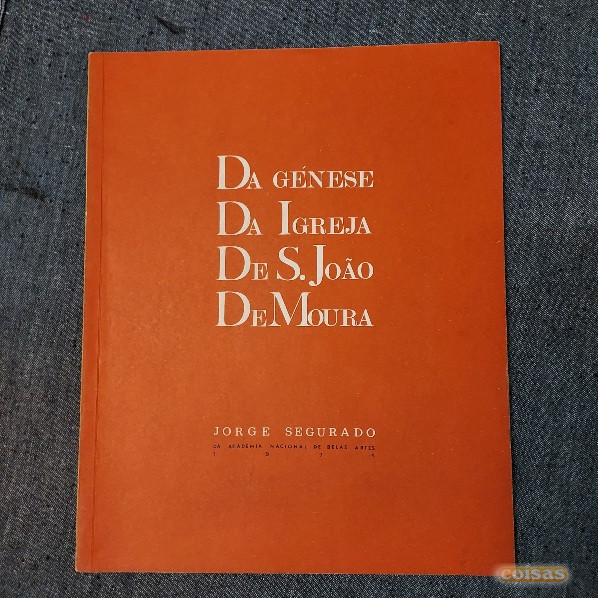 DA GÉNESE
DA IGREJA
DE S. JOÃO
DE MOURA
JORGE SEGURADO
DA ACADEMIA NACIONAL DE BELAS ARTES
coisas